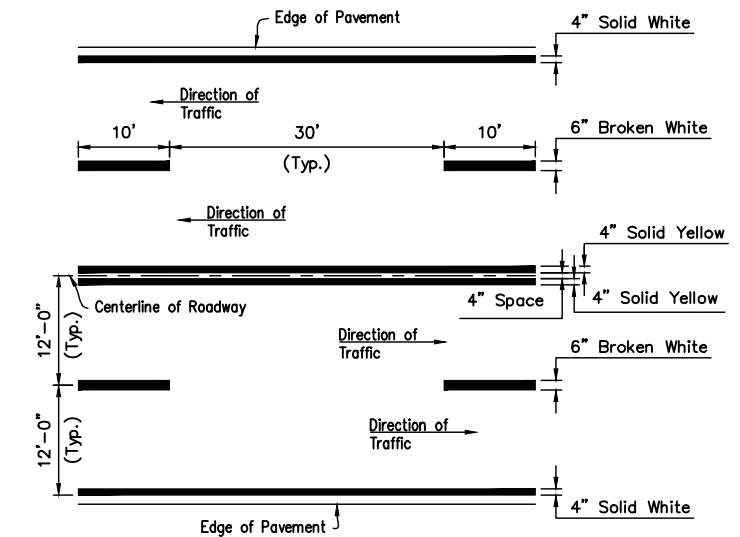 Edge of Pavement
4" Solid White
Direction of
Traffic
10'
30'
10'
6" Broken White
(Typ.)
Direction of
Traffic
4" Solid Yellow
Centerline of Roadway
4" Space
4" Solid Yellow
12'-0"
(Typ.)
Direction of
Traffic
6" Broken White
12'-0"
(Typ.)
Direction of
Traffic
4" Solid White
Edge of Pavement